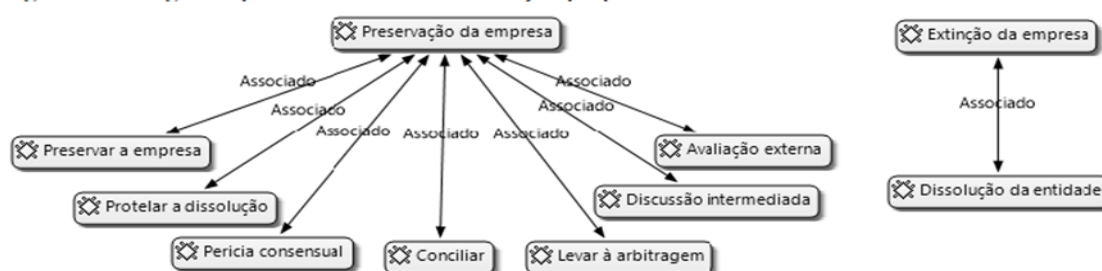 Preservação da empresa
Extinção da empresa
Associado
Associado
Associado
Associado
Associado
Associado
Associado
Associado
Preservar a empresa
Avaliação externa
Dissolução da entidade
Protelar a dissolução
Discussão intermediada
Pericia consensual
Conciliar
Levar à arbitragem